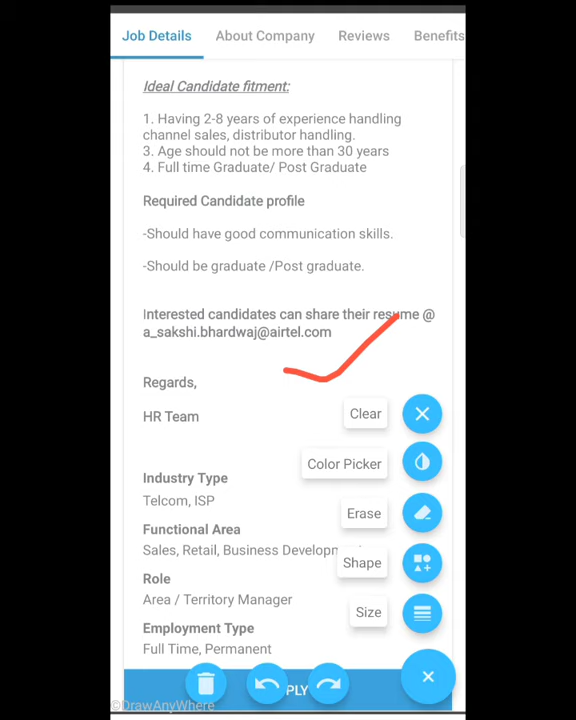 Job Details About Company Reviews Benefits
Ideal Candidate fitment:
1. Having 2-8 years of experience handling
channel sales, distributor handling.
3. Age should not be more than 30 years
4. Full time Graduate/ Post Graduate
Required Candidate profile
-Should have good communication skills.
-Should be graduate /Post graduate.
Interested candidates can share their resume @
a_sakshi.bhardwaj@airtel.com
Regards,
HR Team
Clear
Color Picker
Industry Type
Telcom, ISP
Erase
Functional Area
Sales, Retail, Business
Shape
Role
Area / Territory Manager
Size
Employment Type
Full Time, Permanent
©DrawAnyWhere